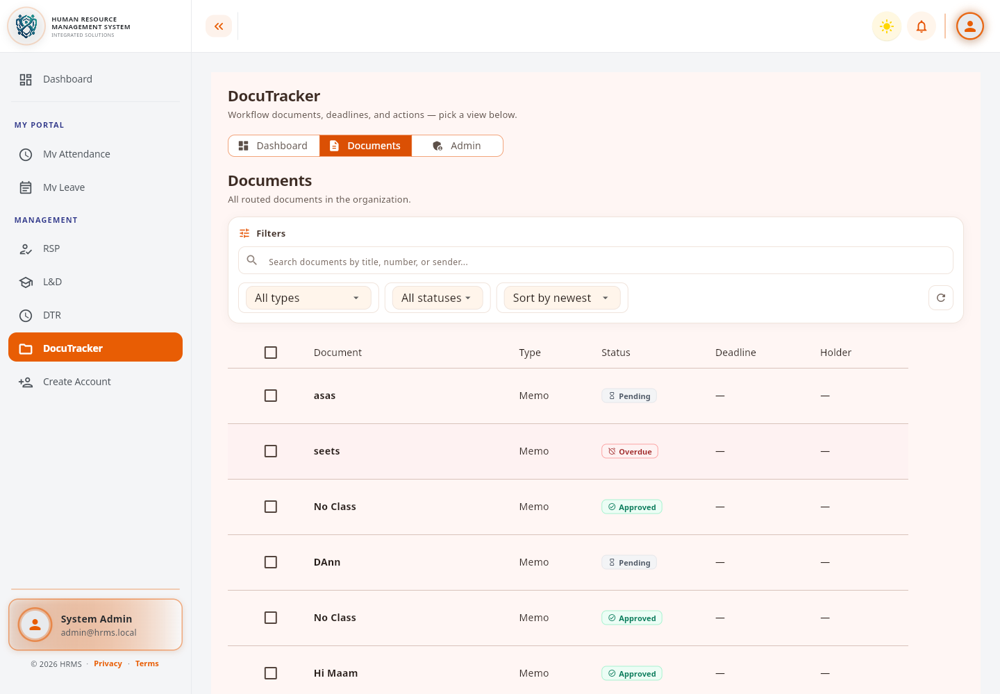 HUMAN RESOURCE
MANAGEMENT SYSTEM
INTEGRATED SOLUTIONS
Dashboard
MY PORTAL
My Attendance
My Leave
MANAGEMENT
RSP
L&D
DTR
DocuTracker
Create Account
System Admin
admin@hrms.local
© 2026 HRMS · Privacy · Terms
DocuTracker
Workflow documents, deadlines, and actions — pick a view below.
Dashboard Documents Admin
Documents
All routed documents in the organization.
Filters
Search documents by title, number, or sender...
All types All statuses Sort by newest
Document Type Status Deadline Holder
asas Memo Pending — —
seets Memo Overdue — —
No Class Memo Approved — —
DAnn Memo Pending — —
No Class Memo Approved — —
Hi Maam Memo Approved — —